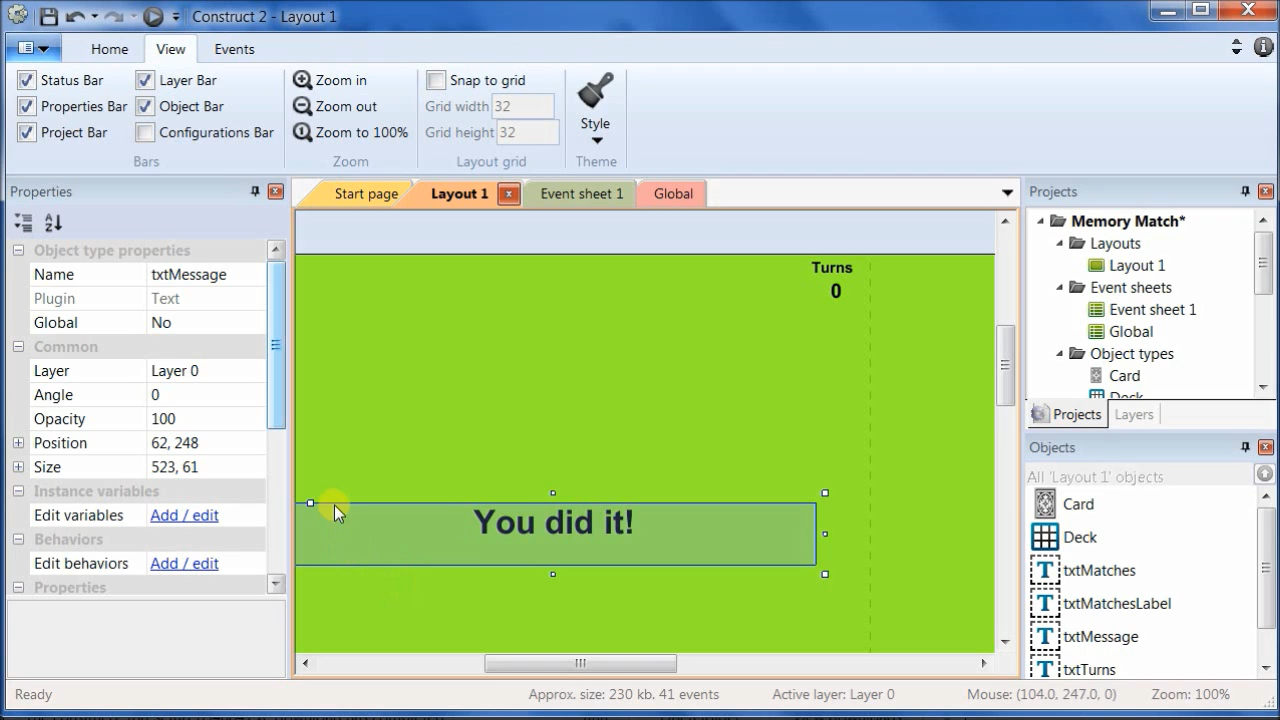 Construct 2 - Layout 1
Home View Events
Status Bar Layer Bar Zoom in Snap to grid
Properties Bar Object Bar Zoom out Grid width 32
Project Bar Configurations Bar Zoom to 100% Grid height 32 Style
Bars Zoom Layout grid Theme
Properties
Object type properties
Name txtMessage
Plugin Text
Global No
Common
Layer Layer 0
Angle 0
Opacity 100
Position 62, 248
Size 523, 61
Instance variables
Edit variables Add / edit
Behaviors
Edit behaviors Add / edit
Properties
Start page Layout 1 Event sheet 1 Global
Turns
0
You did it!
Projects
Memory Match*
Layouts
Layout 1
Event sheets
Event sheet 1
Global
Object types
Card
Deck
Projects Layers
Objects
All 'Layout 1' objects
Card
Deck
txtMatches
txtMatchesLabel
txtMessage
txtTurns
Ready Approx. size: 230 kb. 41 events Active layer: Layer 0 Mouse: (104.0, 247.0, 0) Zoom: 100%